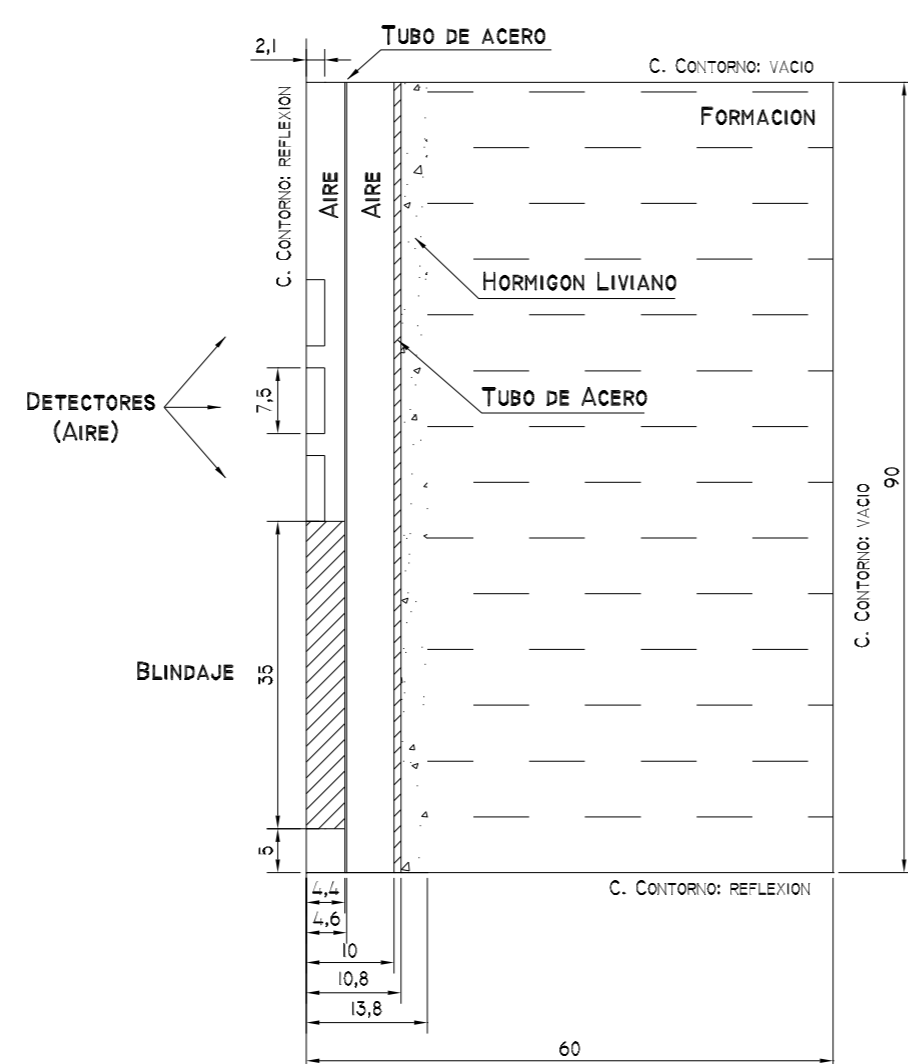 TUBO DE ACERO
2,1
C. CONTORNO: VACIO
FORMACION
C. CONTORNO: REFLEXION
AIRE
AIRE
HORMIGON LIVIANO
DETECTORES
(AIRE)
7,5
TUBO DE ACERO
90
C. CONTORNO: VACIO
BLINDAJE
35
5
4,4
C. CONTORNO: REFLEXION
4,6
10
10,8
13,8
60